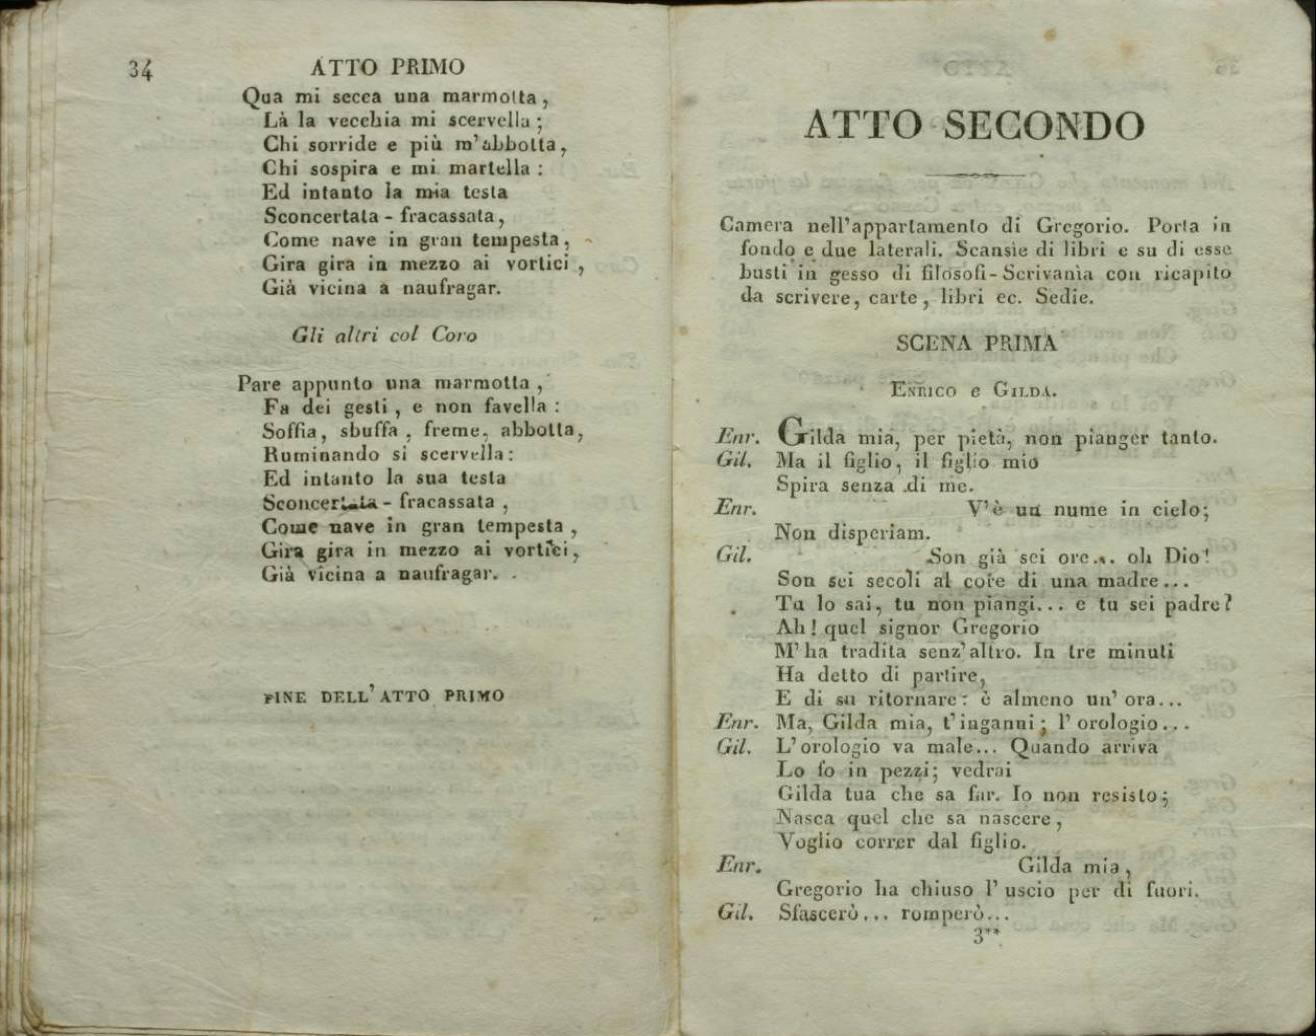 34
ATTO PRIMO
Qua mi secca una marmotta,
Là la vecchia mi scervella;
Chi sorride e più m'abbotta,
Chi sospira e mi martella:
Ed intanto la mia testa
Sconcertata - fracassata,
Come nave in gran tempesta,
Gira gira in mezzo ai vortici,
Già vicina a naufragar.
Gli altri col Coro
Pare appunto una marmotta,
Fa dei gesti, e non favella:
Soffia, sbuffa, freme, abbotta,
Ruminando si scervella:
Ed intanto la sua testa
Sconcertata - fracassata,
Come nave in gran tempesta,
Gira gira in mezzo ai vortici,
Già vicina a naufragar.
FINE DELL'ATTO PRIMO
ATTO SECONDO
Camera nell'appartamento di Gregorio. Porta in
fondo e due laterali. Scansìe di libri e su di esse
busti in gesso di filosofi - Scrivanìa con ricapito
da scrivere, carte, libri ec. Sedie.
SCENA PRIMA
ENRICO e GILDA.
Enr. Gilda mia, per pietà, non pianger tanto.
Gil. Ma il figlio, il figlio mio
Spira senza di me.
Enr. V'è un nume in cielo;
Non disperiam.
Gil. Son già sei ore... oh Dio!
Son sei secoli al core di una madre...
Tu lo sai, tu non piangi... e tu sei padre?
Ah! quel signor Gregorio
M'ha tradita senz'altro. In tre minuti
Ha detto di partire,
E di su ritornare: è almeno un' ora...
Enr. Ma, Gilda mia, t'inganni; l'orologio...
Gil. L'orologio va male... Quando arriva
Lo fo in pezzi; vedrai
Gilda tua che sa far. Io non resisto;
Nasca quel che sa nascere,
Voglio correr dal figlio.
Enr. Gilda mia,
Gregorio ha chiuso l'uscio per di fuori.
Gil. Sfascerò... romperò...
3**